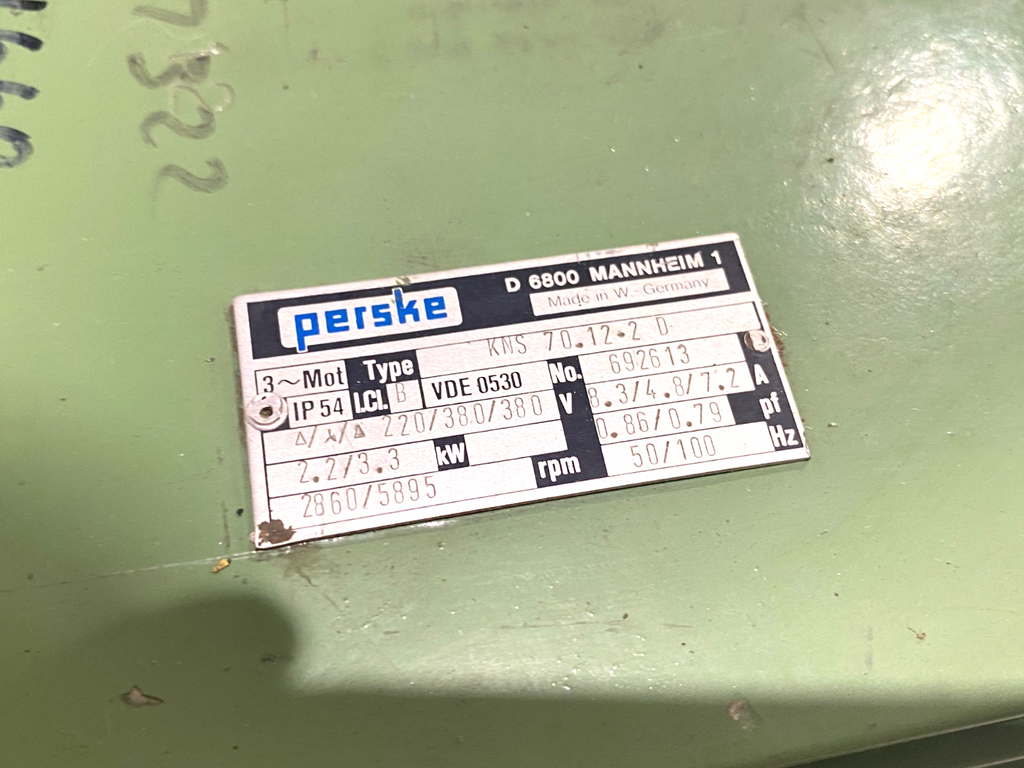 7822
perske D 6800 MANNHEIM 1
Made in W.-Germany
3~Mot Type KNS 70.12-2 D
IP 54 I.CI. B VDE 0530 No. 692613
Δ/⅄/Δ 220/380/380 V 8.3/4.8/7.2 A
2.2/3.3 kW 0.86/0.79 pf
2860/5895 rpm 50/100 Hz